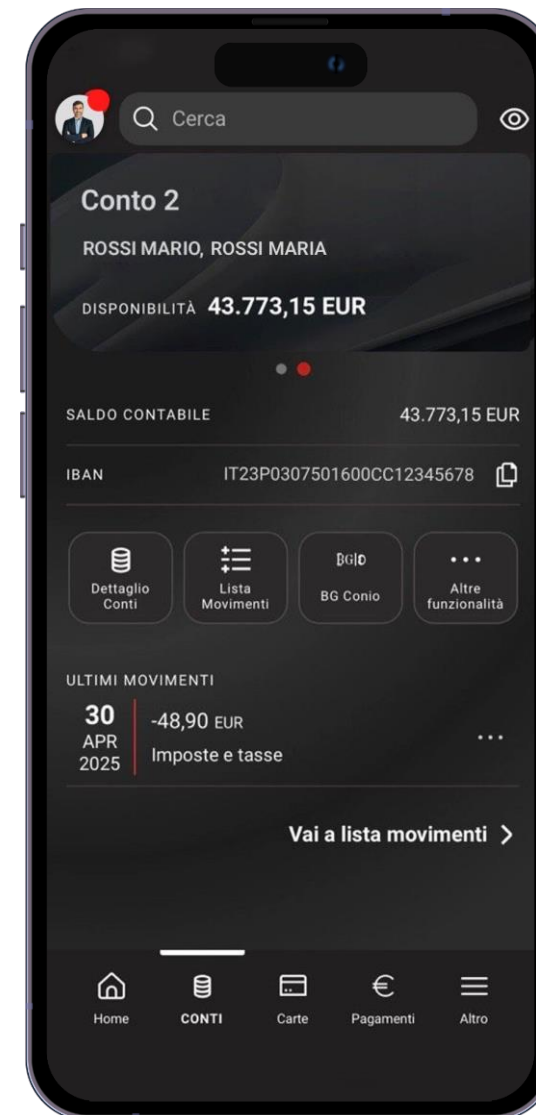 Cerca
Conto 2
ROSSI MARIO, ROSSI MARIA
DISPONIBILITÀ 43.773,15 EUR
SALDO CONTABILE 43.773,15 EUR
IBAN IT23P0307501600CC12345678
Dettaglio
Conti
Lista
Movimenti
BG|D
BG Conio
Altre
funzionalità
ULTIMI MOVIMENTI
30
APR
2025
-48,90 EUR
Imposte e tasse
Vai a lista movimenti
Home
CONTI
Carte
Pagamenti
Altro